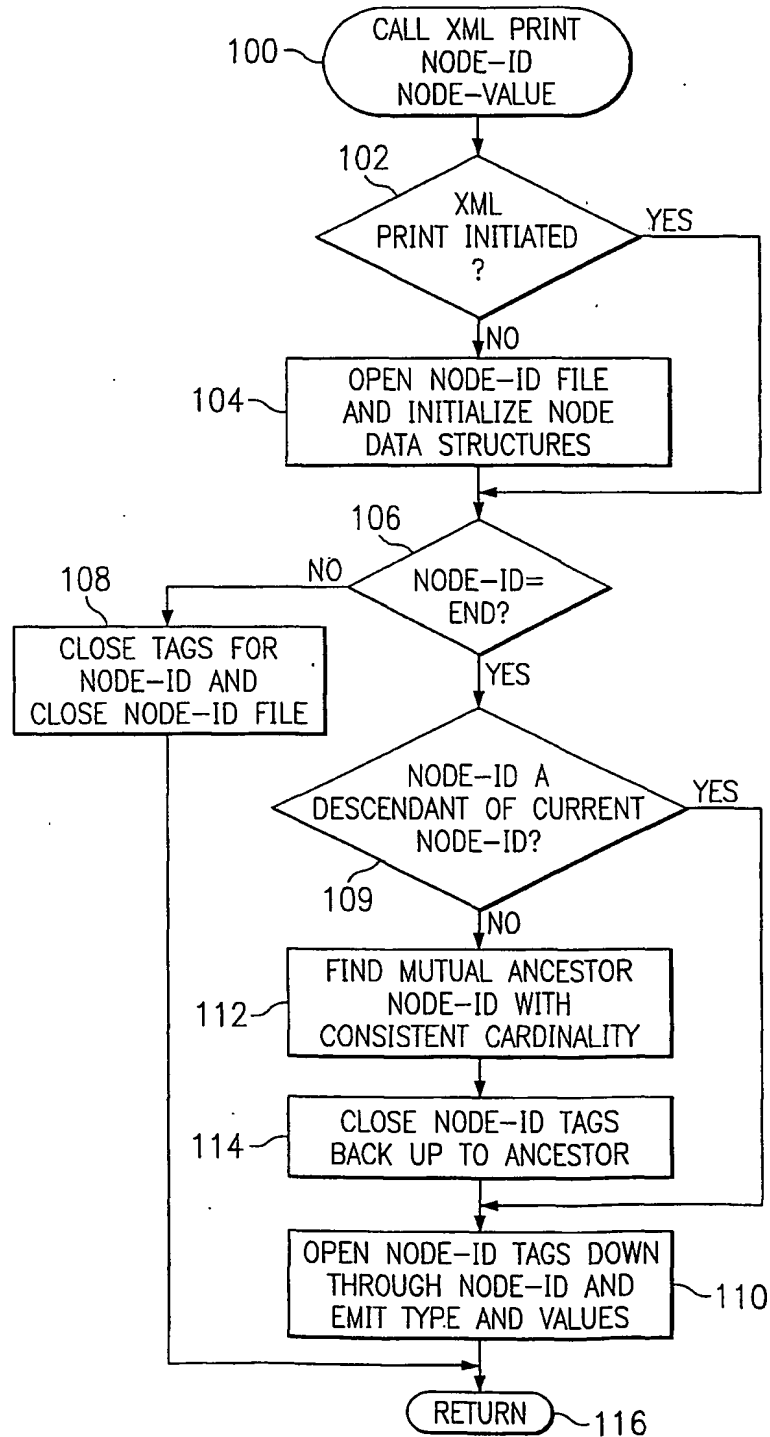 CALL XML PRINT
NODE-ID
NODE-VALUE
100
102
XML
PRINT INITIATED
?
YES
NO
104
OPEN NODE-ID FILE
AND INITIALIZE NODE
DATA STRUCTURES
106
NODE-ID=
END?
NO
108
CLOSE TAGS FOR
NODE-ID AND
CLOSE NODE-ID FILE
YES
NODE-ID A
DESCENDANT OF CURRENT
NODE-ID?
YES
109
NO
112
FIND MUTUAL ANCESTOR
NODE-ID WITH
CONSISTENT CARDINALITY
114
CLOSE NODE-ID TAGS
BACK UP TO ANCESTOR
OPEN NODE-ID TAGS DOWN
THROUGH NODE-ID AND
EMIT TYPE AND VALUES
110
RETURN
116